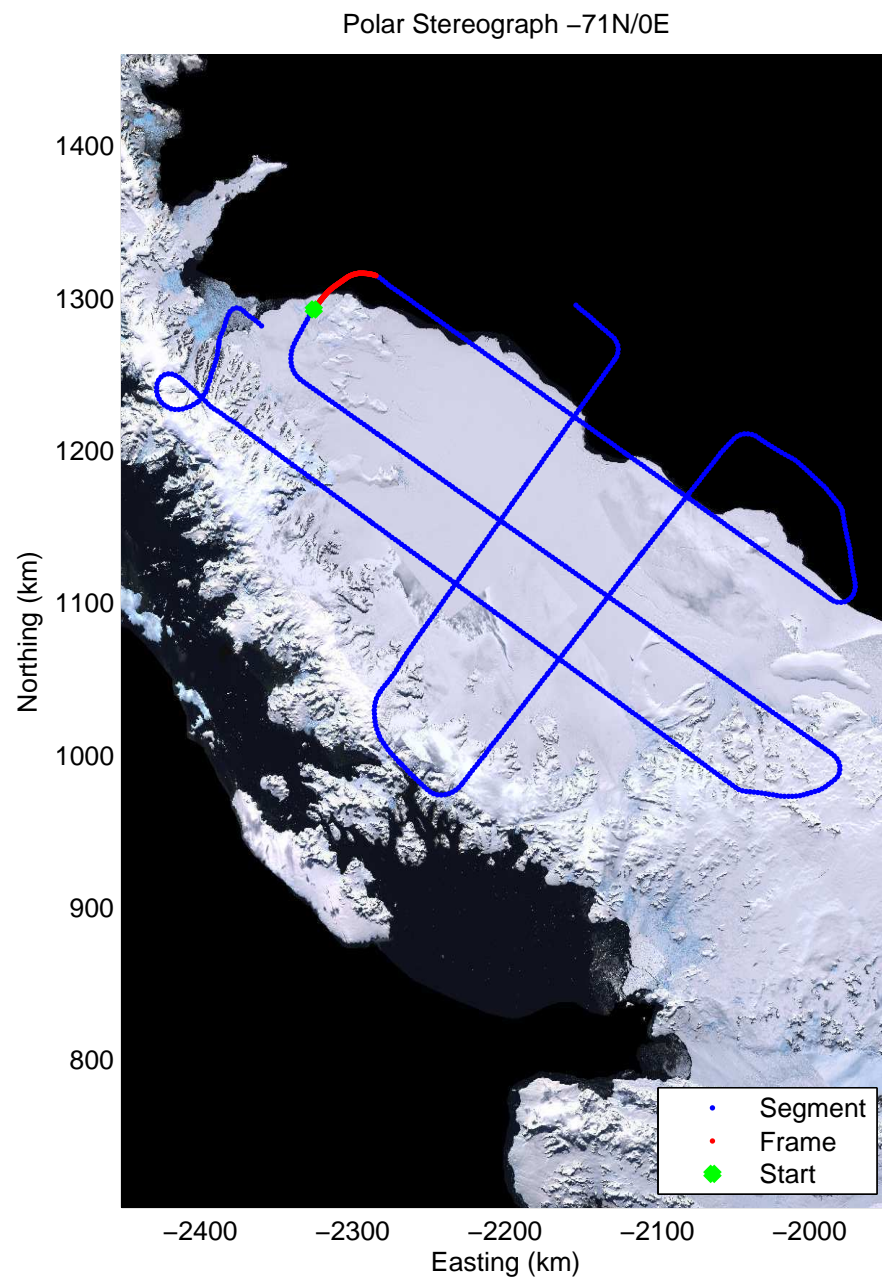 Polar Stereograph −71N/0E
1400
1300
1200
1100
1000
900
800
Northing (km)
−2400 −2300 −2200 −2100 −2000
Easting (km)
Segment
Frame
Start